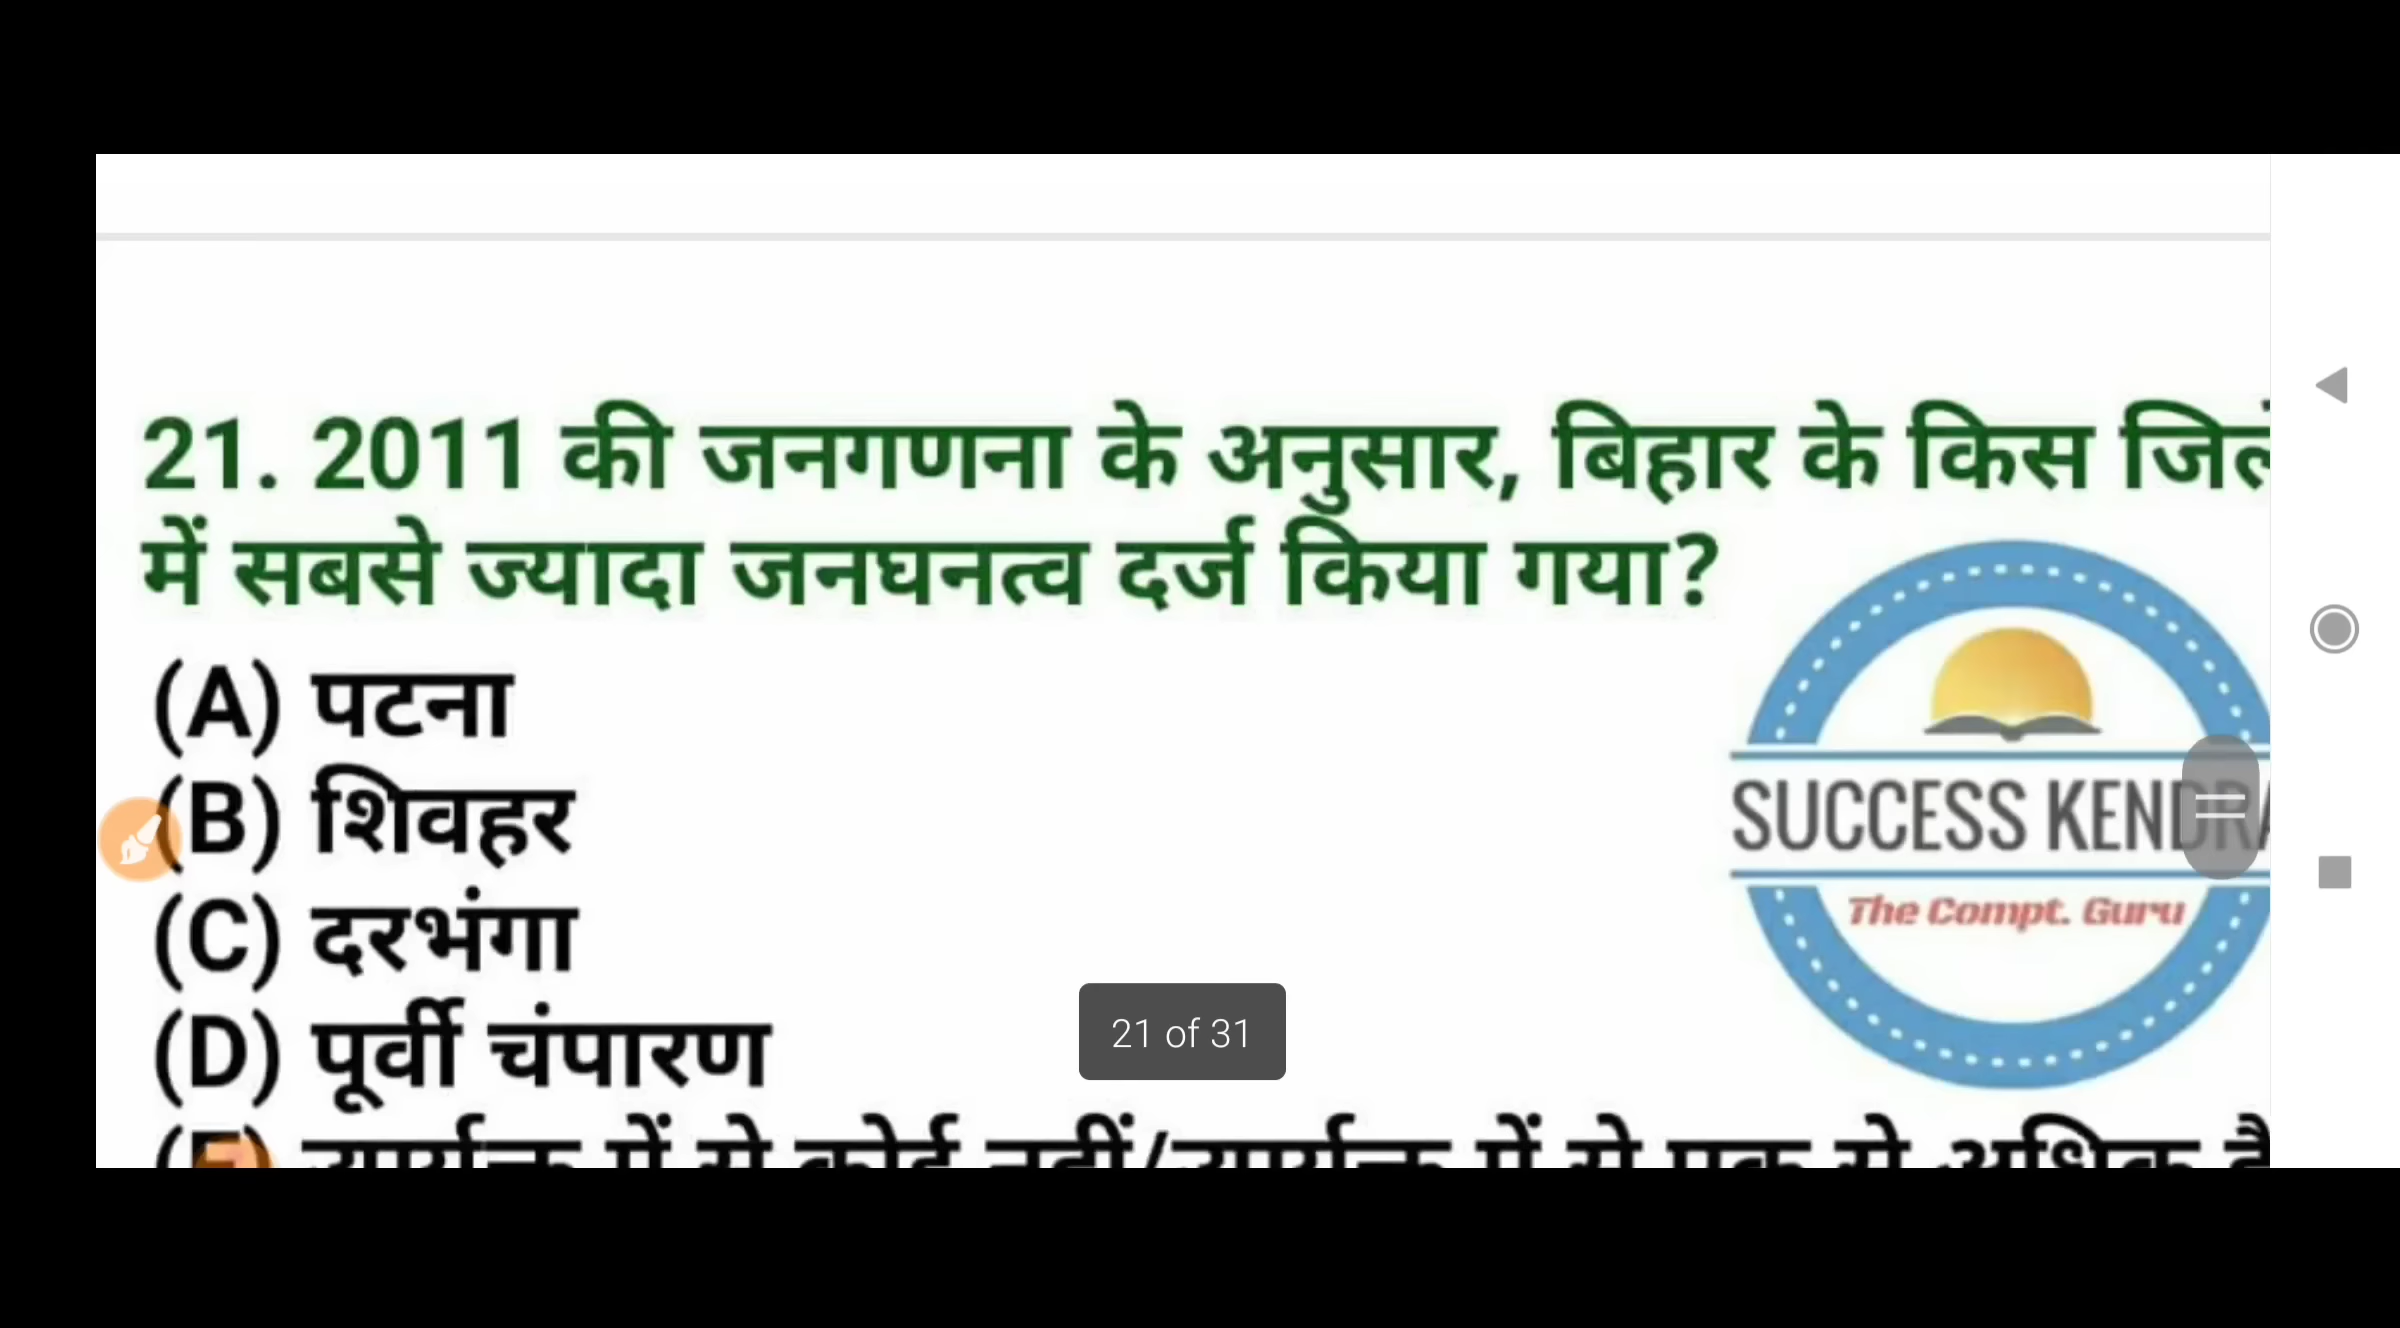 21. 2011 की जनगणना के अनुसार, बिहार के किस
में सबसे ज्यादा जनघनत्व दर्ज किया गया?
(A) पटना
(B) शिवहर
SUCCESS KENDRA
(C) दरभंगा
The Compt. Guru
(D) पूर्वी चंपारण
21 of 31